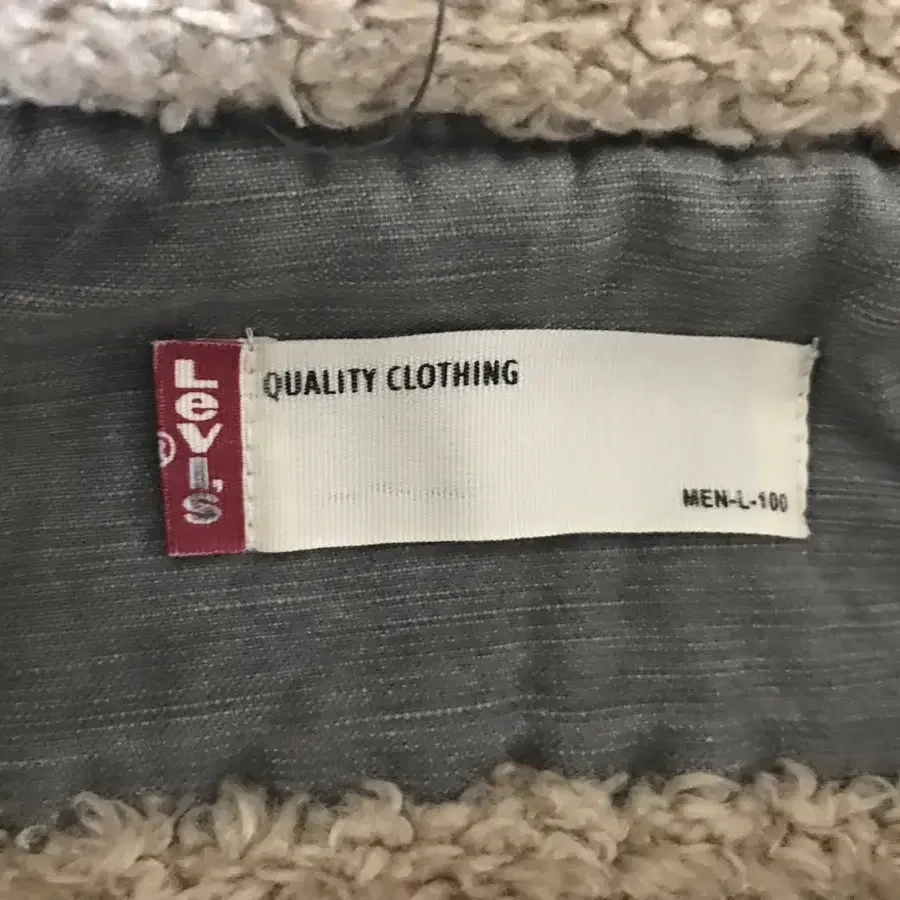 LEVI'S
®
QUALITY CLOTHING
MEN-L-100